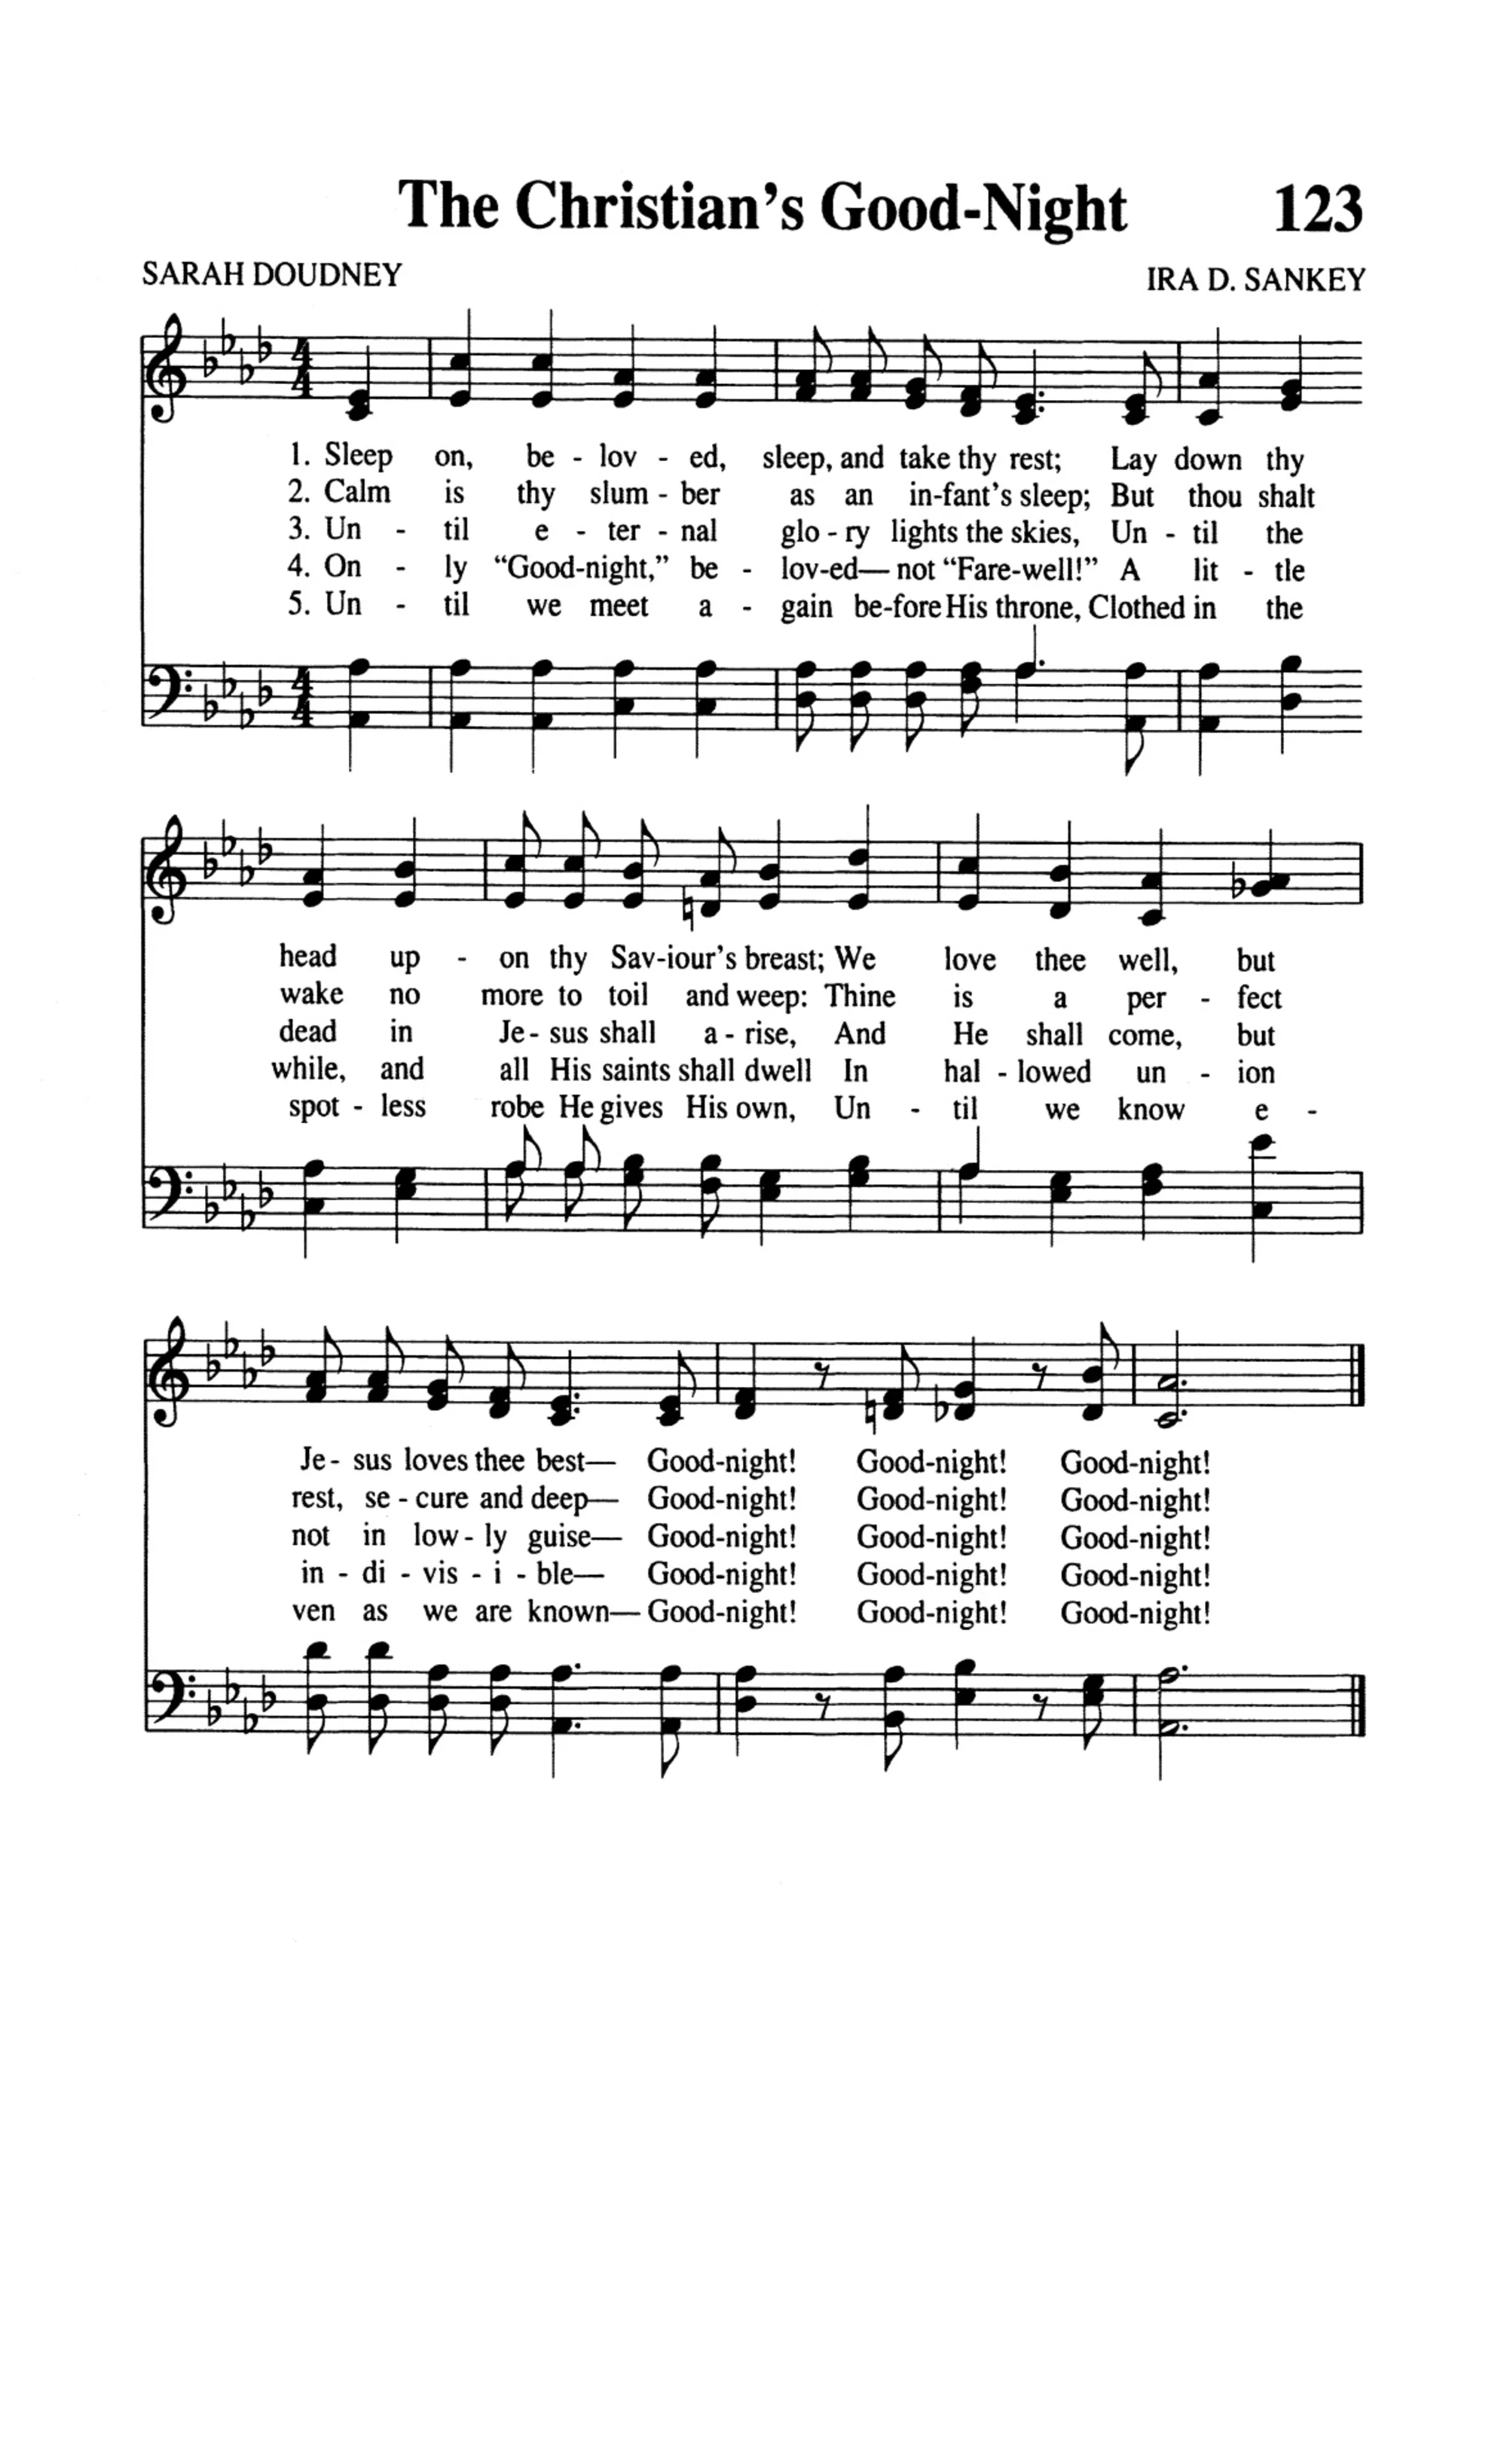 The Christian's Good-Night 123
SARAH DOUDNEY
IRA D. SANKEY
4 4
1. Sleep on, be - lov - ed, sleep, and take thy rest; Lay down thy
2. Calm is thy slum - ber as an in-fant's sleep; But thou shalt
3. Un - til e - ter - nal glo - ry lights the skies, Un - til the
4. On - ly “Good-night,” be - lov-ed— not “Fare-well!” A lit - tle
5. Un - til we meet a - gain be-fore His throne, Clothed in the
4 4
head up - on thy Sav-iour's breast; We love thee well, but
wake no more to toil and weep: Thine is a per - fect
dead in Je- sus shall a - rise, And He shall come, but
while, and all His saints shall dwell In hal - lowed un - ion
spot - less robe He gives His own, Un - til we know e -
Je- sus loves thee best— Good-night! Good-night! Good-night!
rest, se - cure and deep— Good-night! Good-night! Good-night!
not in low - ly guise— Good-night! Good-night! Good-night!
in - di - vis - i - ble— Good-night! Good-night! Good-night!
ven as we are known— Good-night! Good-night! Good-night!